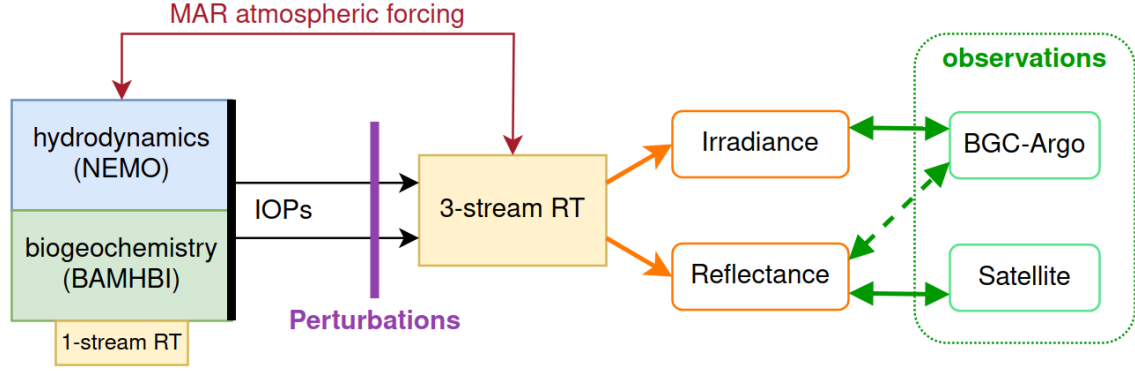 MAR atmospheric forcing
hydrodynamics
(NEMO)
biogeochemistry
(BAMHBI)
1-stream RT
IOPs
Perturbations
3-stream RT
Irradiance
Reflectance
observations
BGC-Argo
Satellite